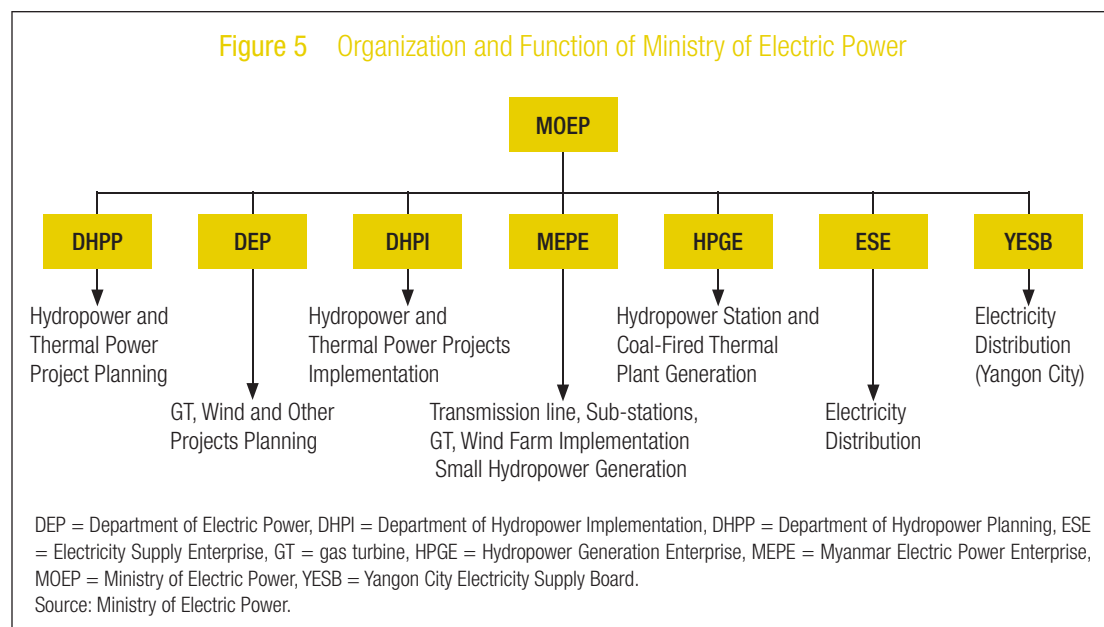 Figure 5 Organization and Function of Ministry of Electric Power
MOEP
DHPP
DEP
DHPI
MEPE
HPGE
ESE
YESB
Hydropower and
Thermal Power
Project Planning
GT, Wind and Other
Projects Planning
Hydropower and
Thermal Power Projects
Implementation
Transmission line, Sub-stations,
GT, Wind Farm Implementation
Small Hydropower Generation
Hydropower Station and
Coal-Fired Thermal
Plant Generation
Electricity
Distribution
Electricity
Distribution
(Yangon City)
DEP = Department of Electric Power, DHPI = Department of Hydropower Implementation, DHPP = Department of Hydropower Planning, ESE
= Electricity Supply Enterprise, GT = gas turbine, HPGE = Hydropower Generation Enterprise, MEPE = Myanmar Electric Power Enterprise,
MOEP = Ministry of Electric Power, YESB = Yangon City Electricity Supply Board.
Source: Ministry of Electric Power.